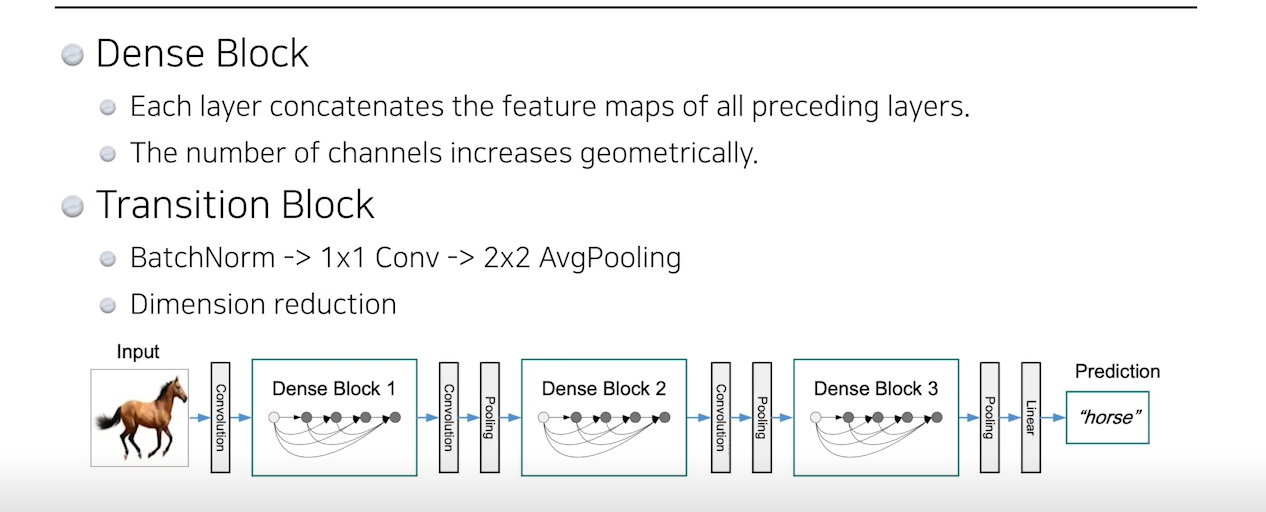 Dense Block
Each layer concatenates the feature maps of all preceding layers.
The number of channels increases geometrically.
Transition Block
BatchNorm -> 1x1 Conv -> 2x2 AvgPooling
Dimension reduction
Input
Convolution
Dense Block 1
Convolution
Pooling
Dense Block 2
Convolution
Pooling
Dense Block 3
Pooling
Linear
Prediction
“horse”